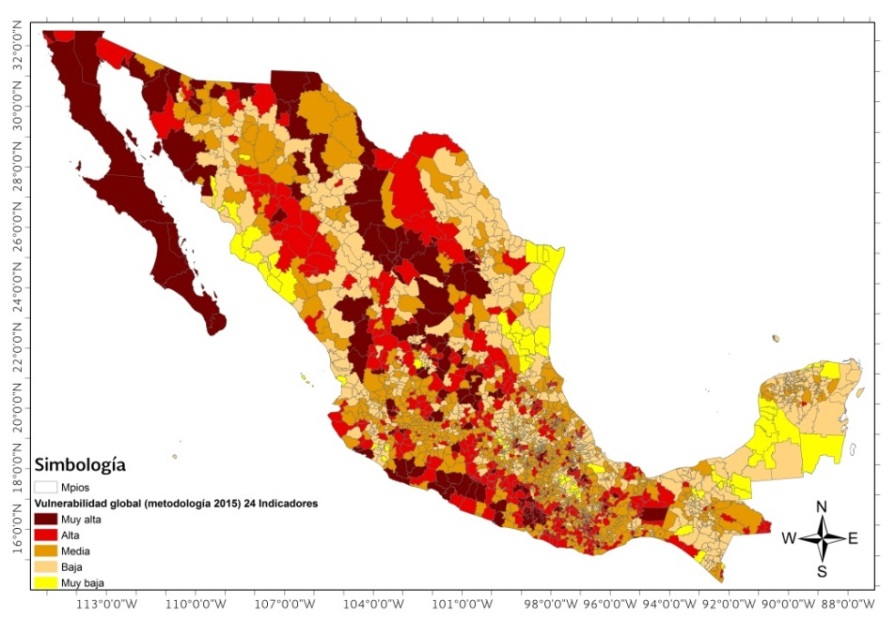 32°0'0"N
30°0'0"N
28°0'0"N
26°0'0"N
24°0'0"N
22°0'0"N
20°0'0"N
18°0'0"N
16°0'0"N
Simbología
Mpios
Vulnerabilidad global (metodología 2015) 24 Indicadores
Muy alta
Alta
Media
Baja
Muy baja
N
W E
S
113°0'0"W 110°0'0"W 107°0'0"W 104°0'0"W 101°0'0"W 98°0'0"W 96°0'0"W 94°0'0"W 92°0'0"W 90°0'0"W 88°0'0"W